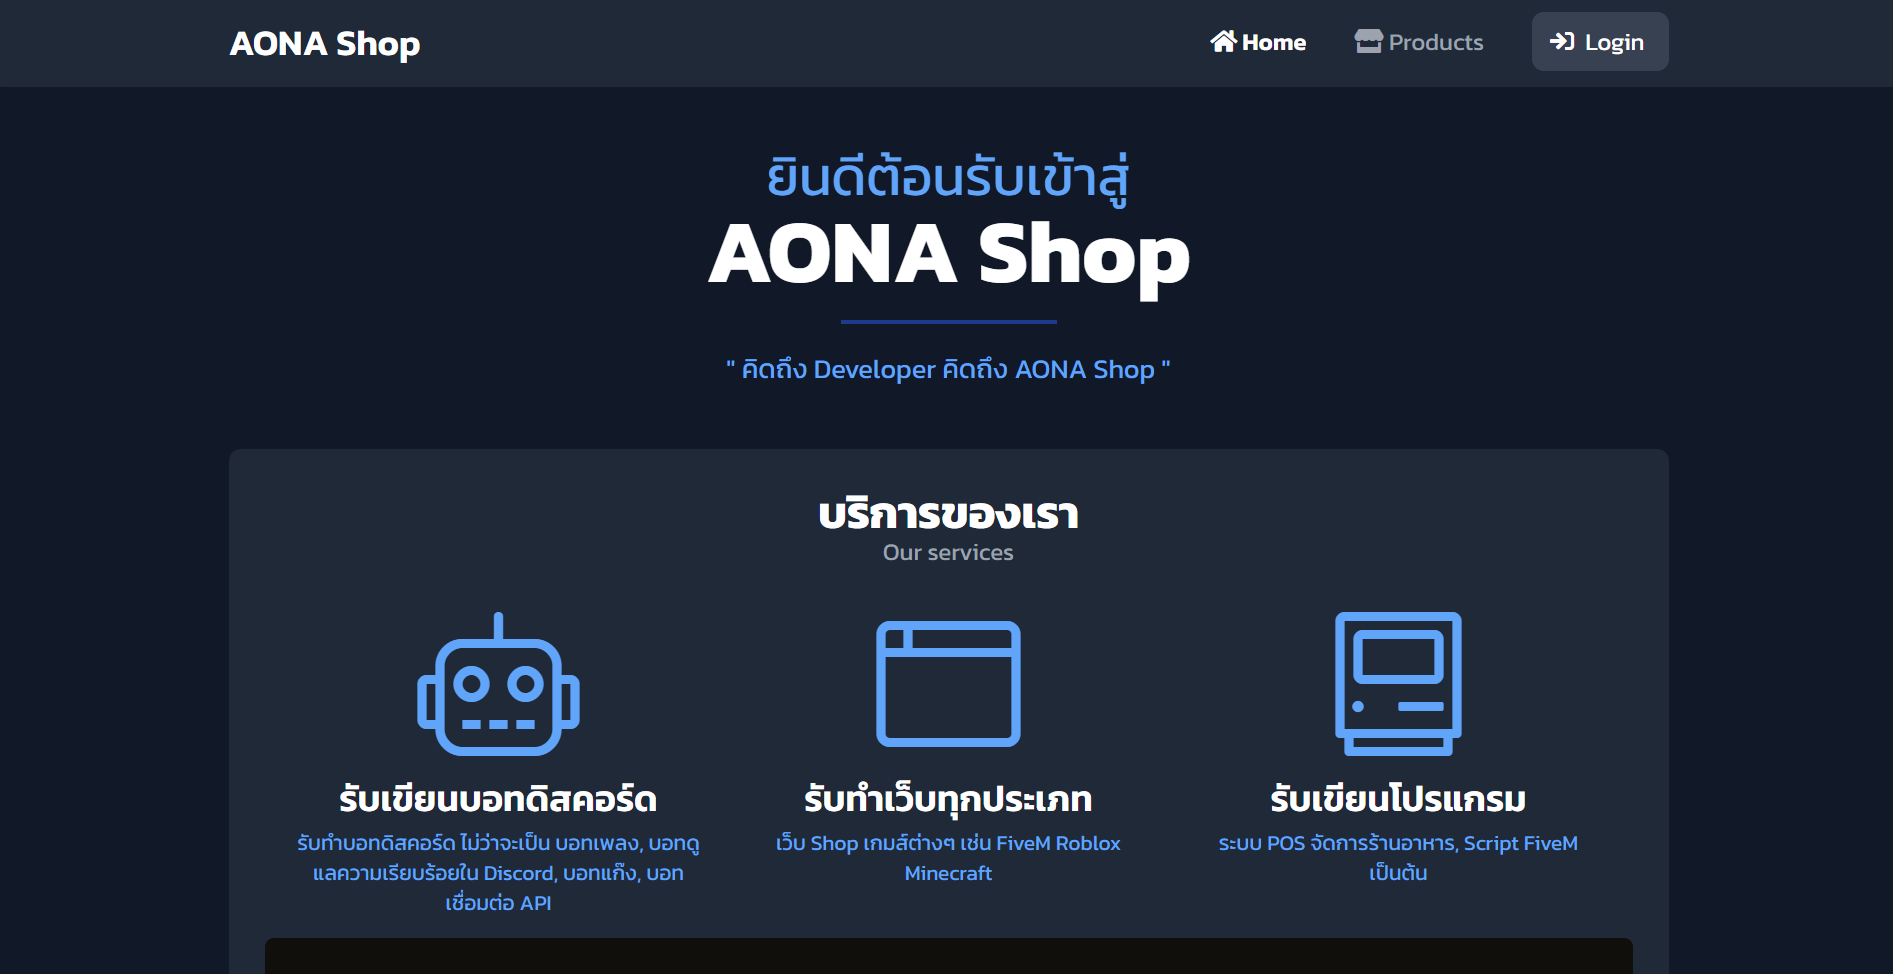 AONA Shop
Home
Products
Login
ยินดีต้อนรับเข้าสู่
AONA Shop
" คิดถึง Developer คิดถึง AONA Shop "
บริการของเรา
Our services
รับเขียนบอทดิสคอร์ด
รับทำบอทดิสคอร์ด ไม่ว่าจะเป็น บอทเพลง, บอทดู
แลความเรียบร้อยใน Discord, บอทแก๊ง, บอท
เชื่อมต่อ API
รับทำเว็บทุกประเภท
เว็บ Shop เกมส์ต่างๆ เช่น FiveM Roblox
Minecraft
รับเขียนโปรแกรม
ระบบ POS จัดการร้านอาหาร, Script FiveM
เป็นต้น